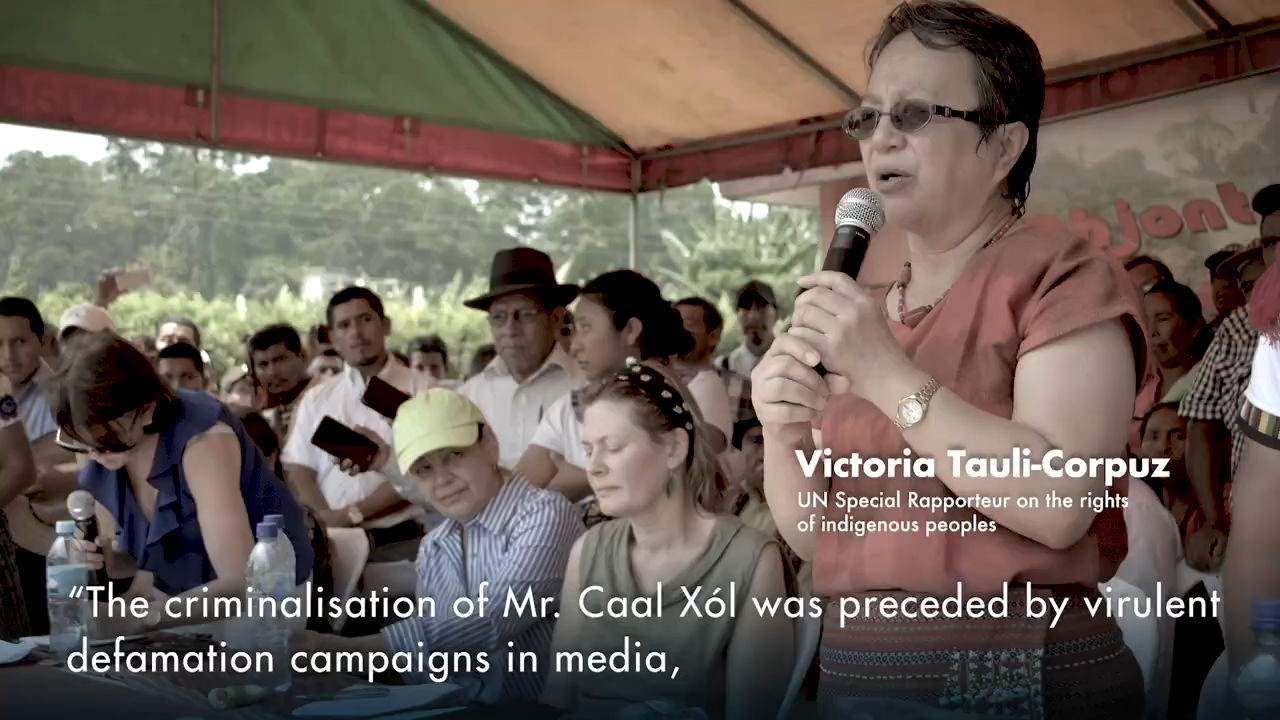 Victoria Tauli-Corpuz
UN Special Rapporteur on the rights
of indigenous peoples
“The criminalisation of Mr. Caal Xól was preceded by virulent
defamation campaigns in media,